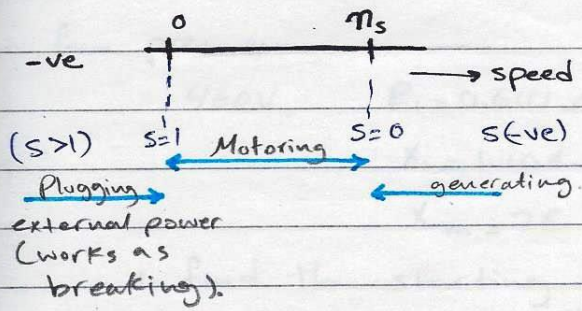 0 ns
-ve → speed
(S>1) S=1 Motoring S=0 S(-ve)
Plugging generating
external power
(works as
breaking).